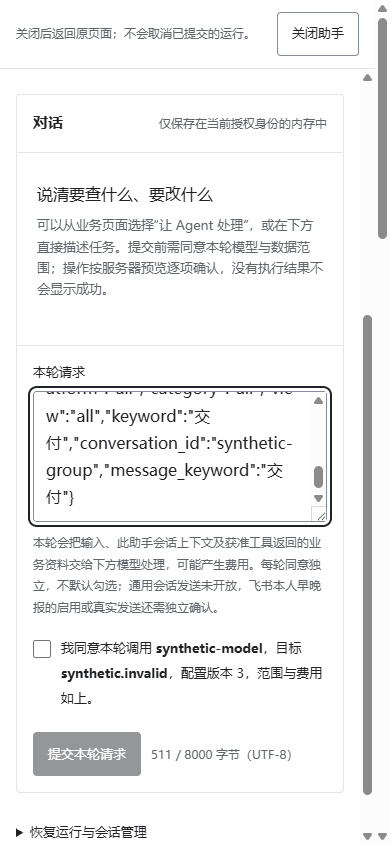 关闭后返回原页面；不会取消已提交的运行。
关闭助手
对话
仅保存在当前授权身份的内存中
说清要查什么、要改什么
可以从业务页面选择“让 Agent 处理”，或在下方
直接描述任务。提交前需同意本轮模型与数据范
围；操作按服务器预览逐项确认，没有执行结果不
会显示成功。
本轮请求
w":"all","keyword":"交
付","conversation_id":"synthetic-
group","message_keyword":"交
付"}
本轮会把输入、此助手会话上下文及获准工具返回的业
务资料交给下方模型处理，可能产生费用。每轮同意独
立，不默认勾选；通用会话发送未开放，飞书本人早晚
报的启用或真实发送还需独立确认。
我同意本轮调用 synthetic-model，目标
synthetic.invalid，配置版本 3，范围与费用
如上。
提交本轮请求
511 / 8000 字节（UTF-8）
恢复运行与会话管理